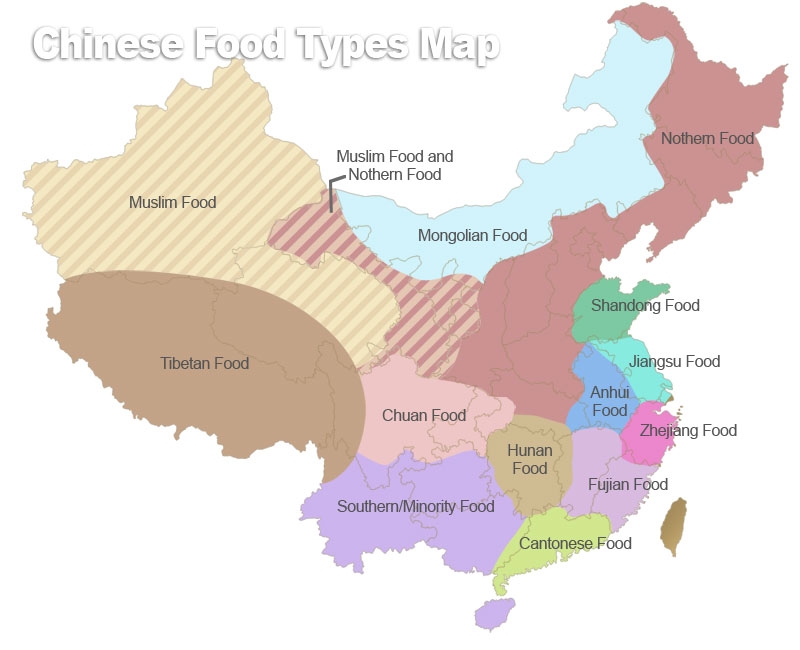 Chinese Food Types Map
Nothern Food
Muslim Food and
Nothern Food
Muslim Food
Mongolian Food
Shandong Food
Tibetan Food
Jiangsu Food
Anhui
Food
Chuan Food
Zhejiang Food
Hunan
Food
Fujian Food
Southern/Minority Food
Cantonese Food